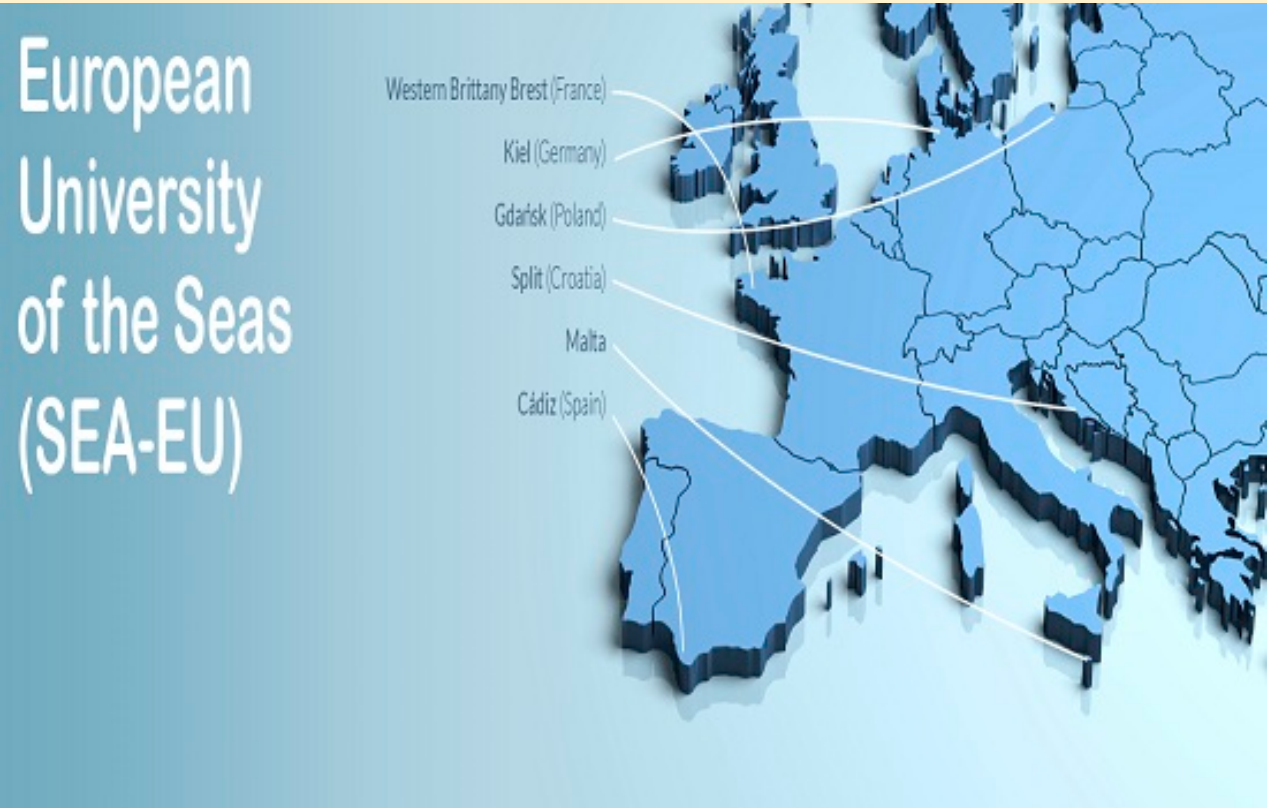 European
University
of the Seas
(SEA-EU)
Western Brittany Brest (France)
Kiel (Germany)
Gdańsk (Poland)
Split (Croatia)
Malta
Cádiz (Spain)